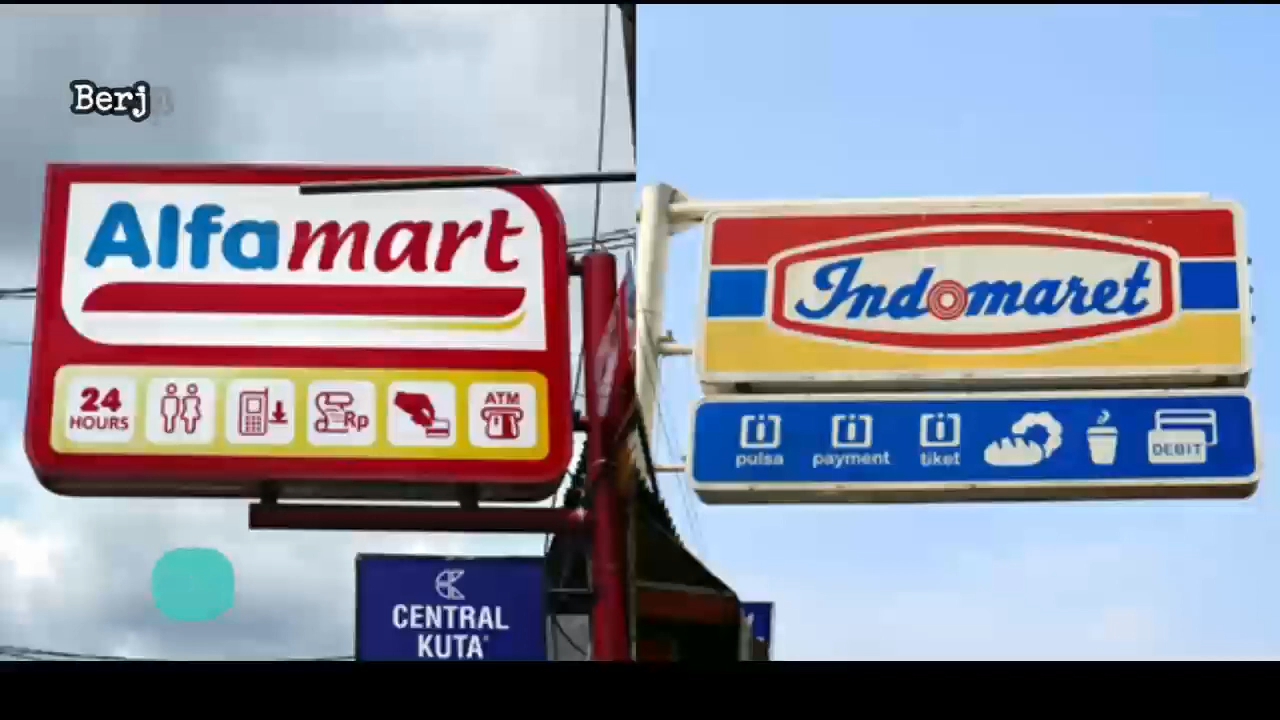 Berj
Alfamart
24
HOURS
Rp
ATM
CENTRAL
KUTA
Indomaret
pulsa
payment
tiket
DEBIT